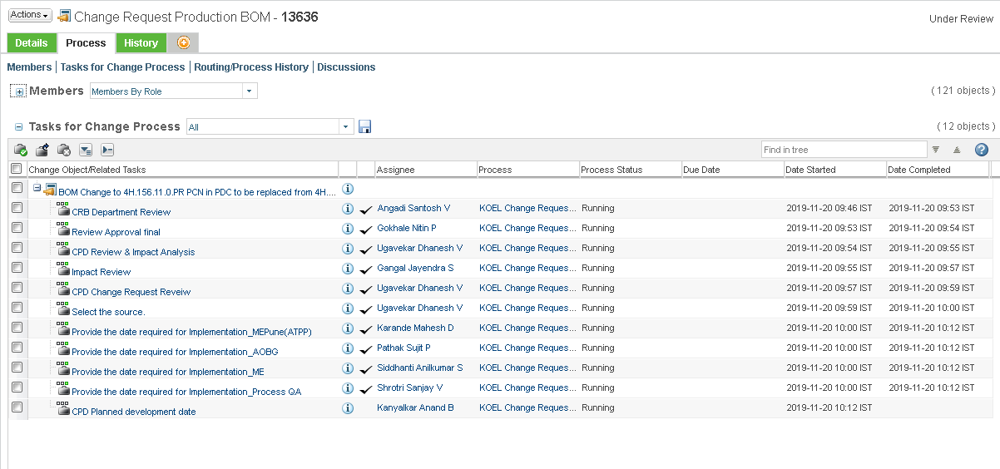 Actions
Change Request Production BOM - 13636
Under Review
Details Process History
Members Tasks for Change Process Routing/Process History Discussions
Members Members By Role ( 121 objects )
Tasks for Change Process All ( 12 objects )
Find in tree
Change Object/Related Tasks Assignee Process Process Status Due Date Date Started Date Completed
BOM Change to 4H.156.11.0.PR PCN in PDC to be replaced from 4H....
CRB Department Review Angadi Santosh V KOEL Change Reques... Running 2019-11-20 09:46 IST 2019-11-20 09:53 IST
Review Approval final Gokhale Nitin P KOEL Change Reques... Running 2019-11-20 09:53 IST 2019-11-20 09:54 IST
CPD Review & Impact Analysis Ugavekar Dhanesh V KOEL Change Reques... Running 2019-11-20 09:54 IST 2019-11-20 09:55 IST
Impact Review Gangal Jayendra S KOEL Change Reques... Running 2019-11-20 09:55 IST 2019-11-20 09:57 IST
CPD Change Request Reveiw Ugavekar Dhanesh V KOEL Change Reques... Running 2019-11-20 09:57 IST 2019-11-20 09:59 IST
Select the source. Ugavekar Dhanesh V KOEL Change Reques... Running 2019-11-20 09:59 IST 2019-11-20 10:00 IST
Provide the date required for Implementation_MEPune(ATPP) Karande Mahesh D KOEL Change Reques... Running 2019-11-20 10:00 IST 2019-11-20 10:12 IST
Provide the date required for Implementation_AOBG Pathak Sujit P KOEL Change Reques... Running 2019-11-20 10:00 IST 2019-11-20 10:12 IST
Provide the date required for Implementation_ME Siddhanti Anilkumar S KOEL Change Reques... Running 2019-11-20 10:00 IST 2019-11-20 10:12 IST
Provide the date required for Implementation_Process QA Shrotri Sanjay V KOEL Change Reques... Running 2019-11-20 10:00 IST 2019-11-20 10:12 IST
CPD Planned development date Kanyalkar Anand B KOEL Change Reques... Running 2019-11-20 10:12 IST